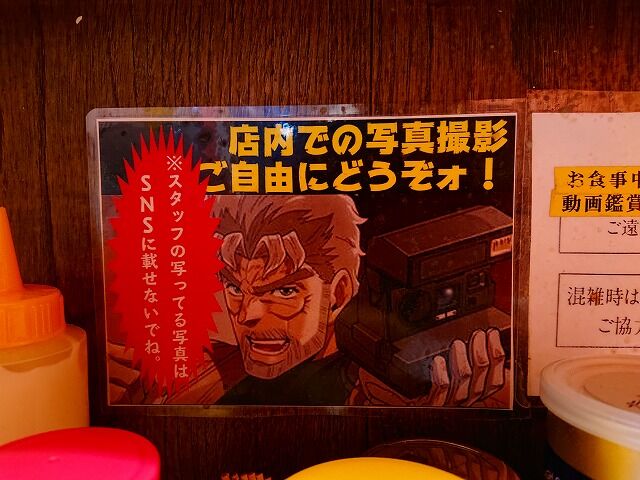 店内での写真撮影
ご自由にどうぞォ！
※スタッフの写ってる写真は
SNSに載せないでね。
お食事中
動画鑑賞
ご遠
混雑時は
ご協力